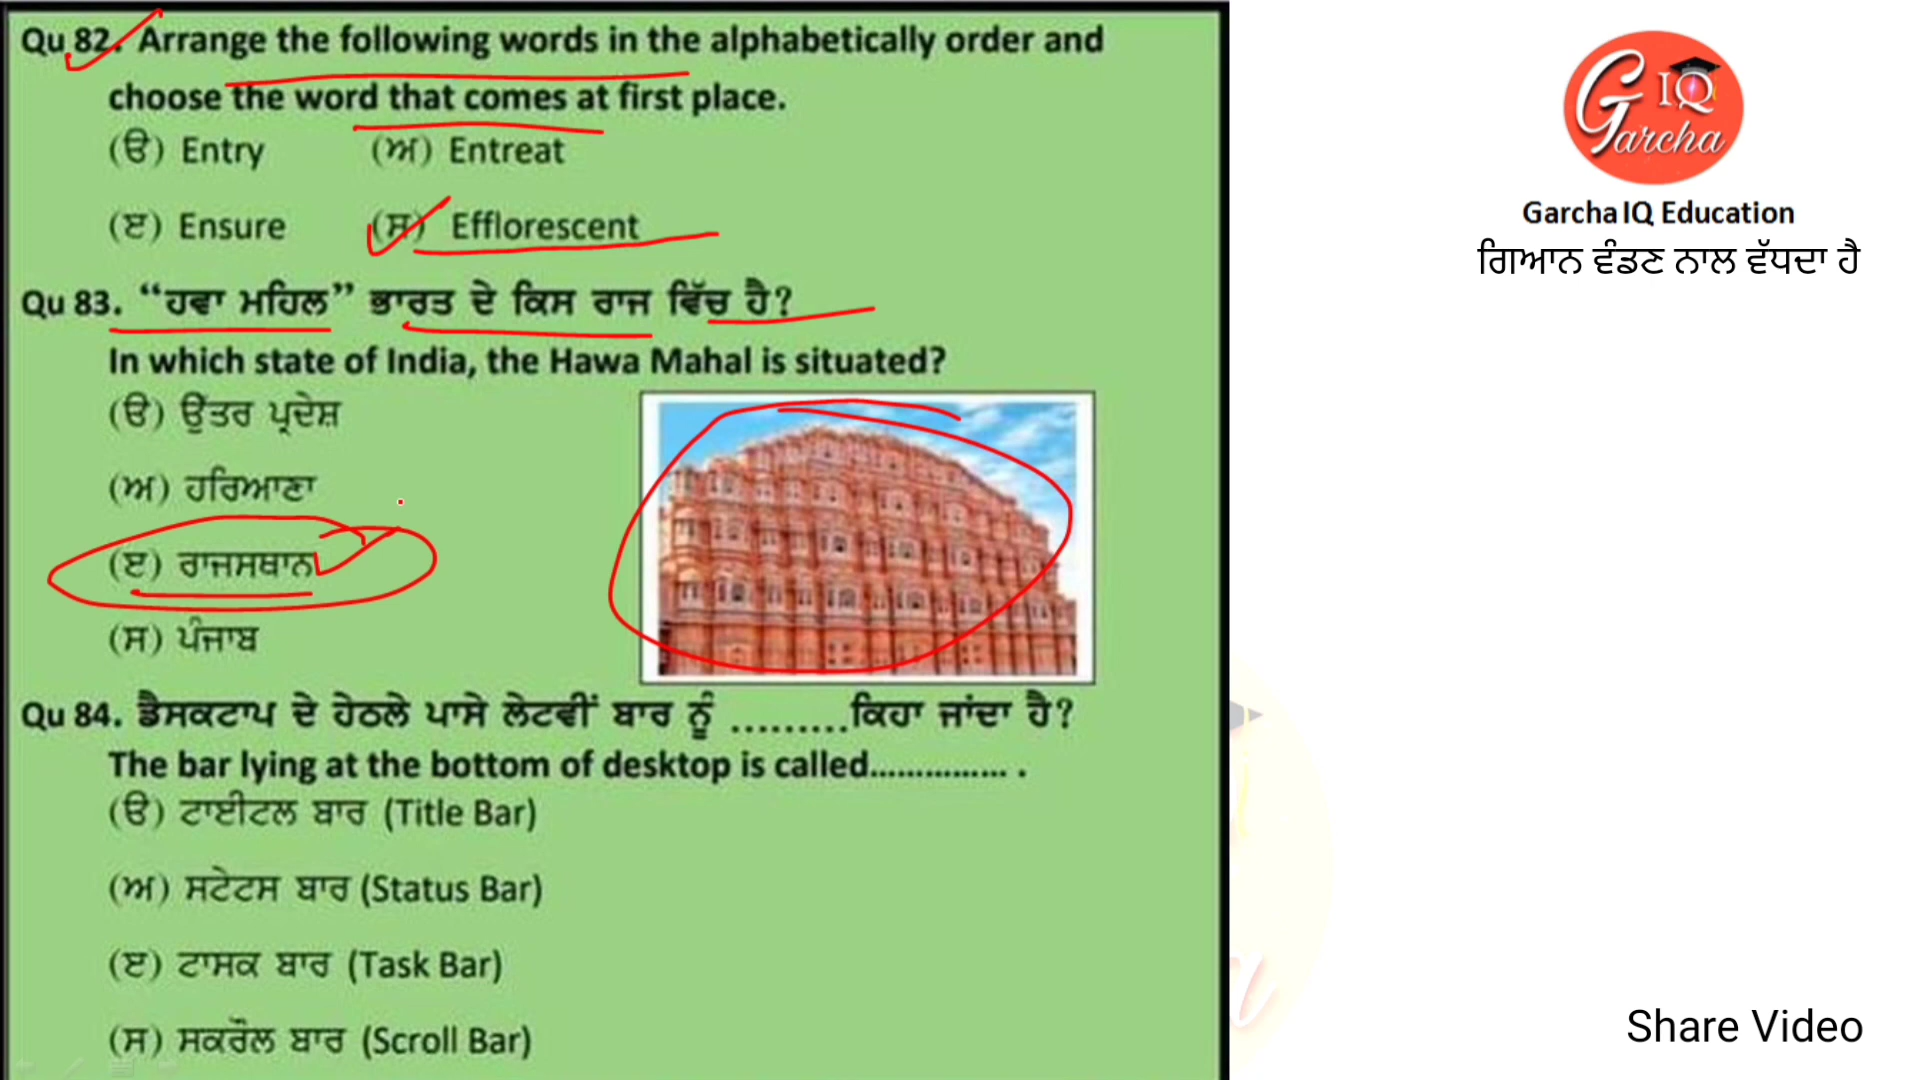 Qu 82. Arrange the following words in the alphabetically order and
choose the word that comes at first place.
(ੳ) Entry (ਅ) Entreat
(ੲ) Ensure (ਸ) Efflorescent
Qu 83. “ਹਵਾ ਮਹਿਲ” ਭਾਰਤ ਦੇ ਕਿਸ ਰਾਜ ਵਿੱਚ ਹੈ?
In which state of India, the Hawa Mahal is situated?
(ੳ) ਉੱਤਰ ਪ੍ਰਦੇਸ਼
(ਅ) ਹਰਿਆਣਾ
(ੲ) ਰਾਜਸਥਾਨ
(ਸ) ਪੰਜਾਬ
Qu 84. ਡੈਸਕਟਾਪ ਦੇ ਹੇਠਲੇ ਪਾਸੇ ਲੇਟਵੀਂ ਬਾਰ ਨੂੰ .........ਕਿਹਾ ਜਾਂਦਾ ਹੈ?
The bar lying at the bottom of desktop is called............... .
(ੳ) ਟਾਈਟਲ ਬਾਰ (Title Bar)
(ਅ) ਸਟੇਟਸ ਬਾਰ (Status Bar)
(ੲ) ਟਾਸਕ ਬਾਰ (Task Bar)
(ਸ) ਸਕਰੌਲ ਬਾਰ (Scroll Bar)
G IQ
Garcha
Garcha IQ Education
ਗਿਆਨ ਵੰਡਣ ਨਾਲ ਵੱਧਦਾ ਹੈ
Share Video